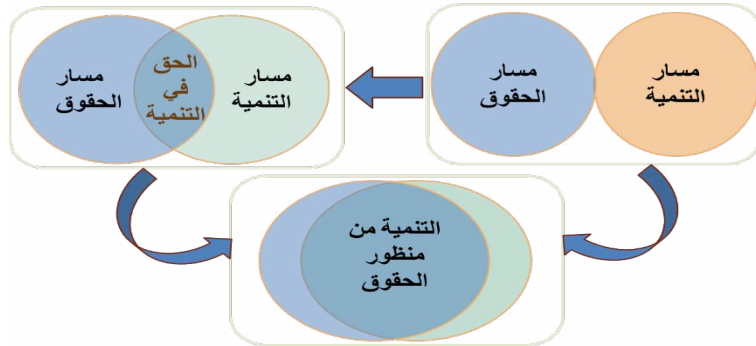 مسار
التنمية
مسار
الحقوق
مسار
التنمية
الحق
في
التنمية
مسار
الحقوق
التنمية من
منظور
الحقوق